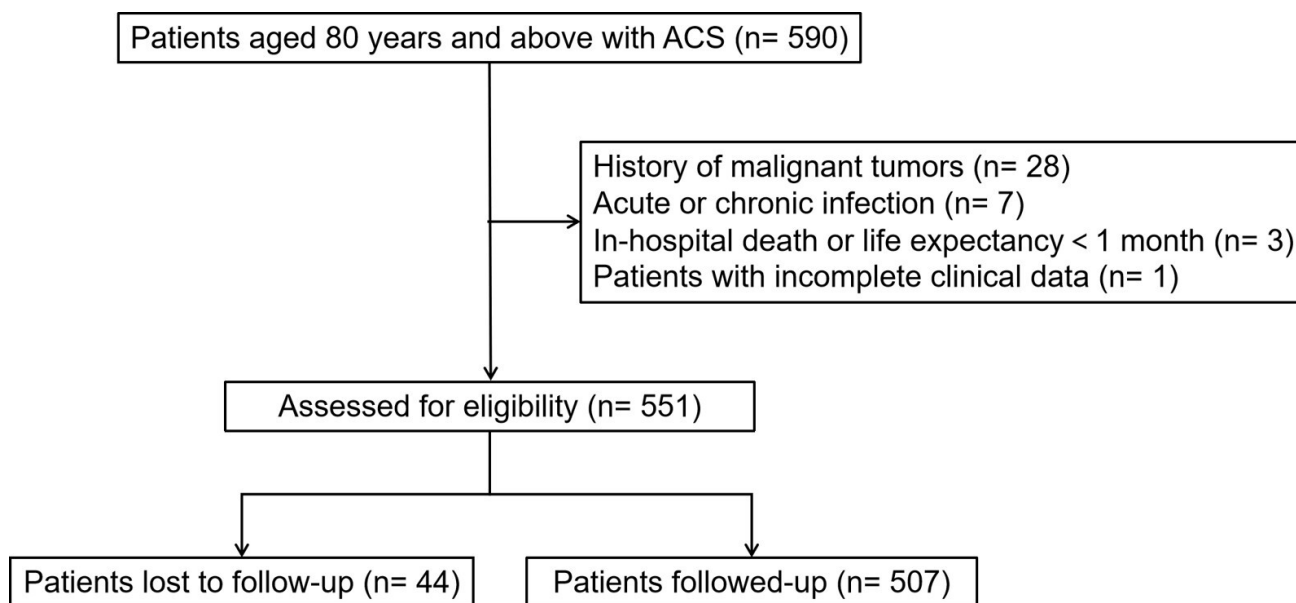 Patients aged 80 years and above with ACS (n= 590)
History of malignant tumors (n= 28)
Acute or chronic infection (n= 7)
In-hospital death or life expectancy < 1 month (n= 3)
Patients with incomplete clinical data (n= 1)
Assessed for eligibility (n= 551)
Patients lost to follow-up (n= 44)
Patients followed-up (n= 507)